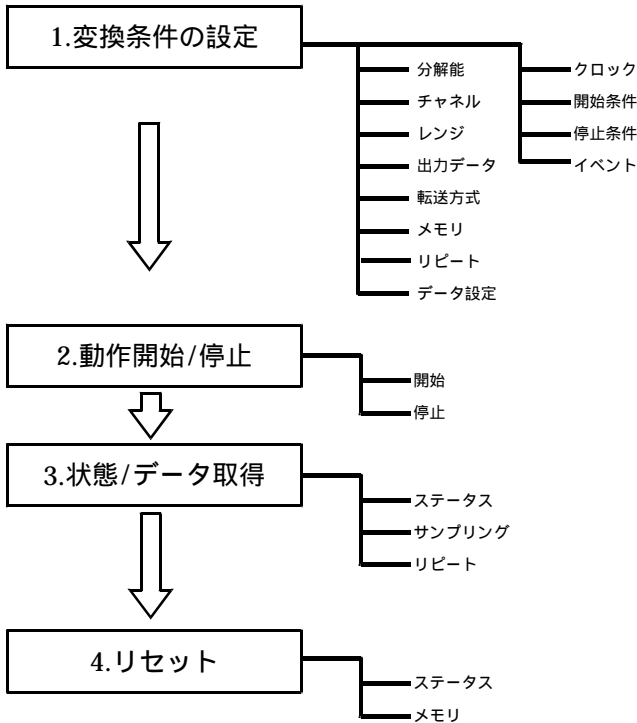 1.変換条件の設定
分解能
チャネル
レンジ
出力データ
転送方式
メモリ
リピート
データ設定
クロック
開始条件
停止条件
イベント
2.動作開始/停止
開始
停止
3.状態/データ取得
ステータス
サンプリング
リピート
4.リセット
ステータス
メモリ